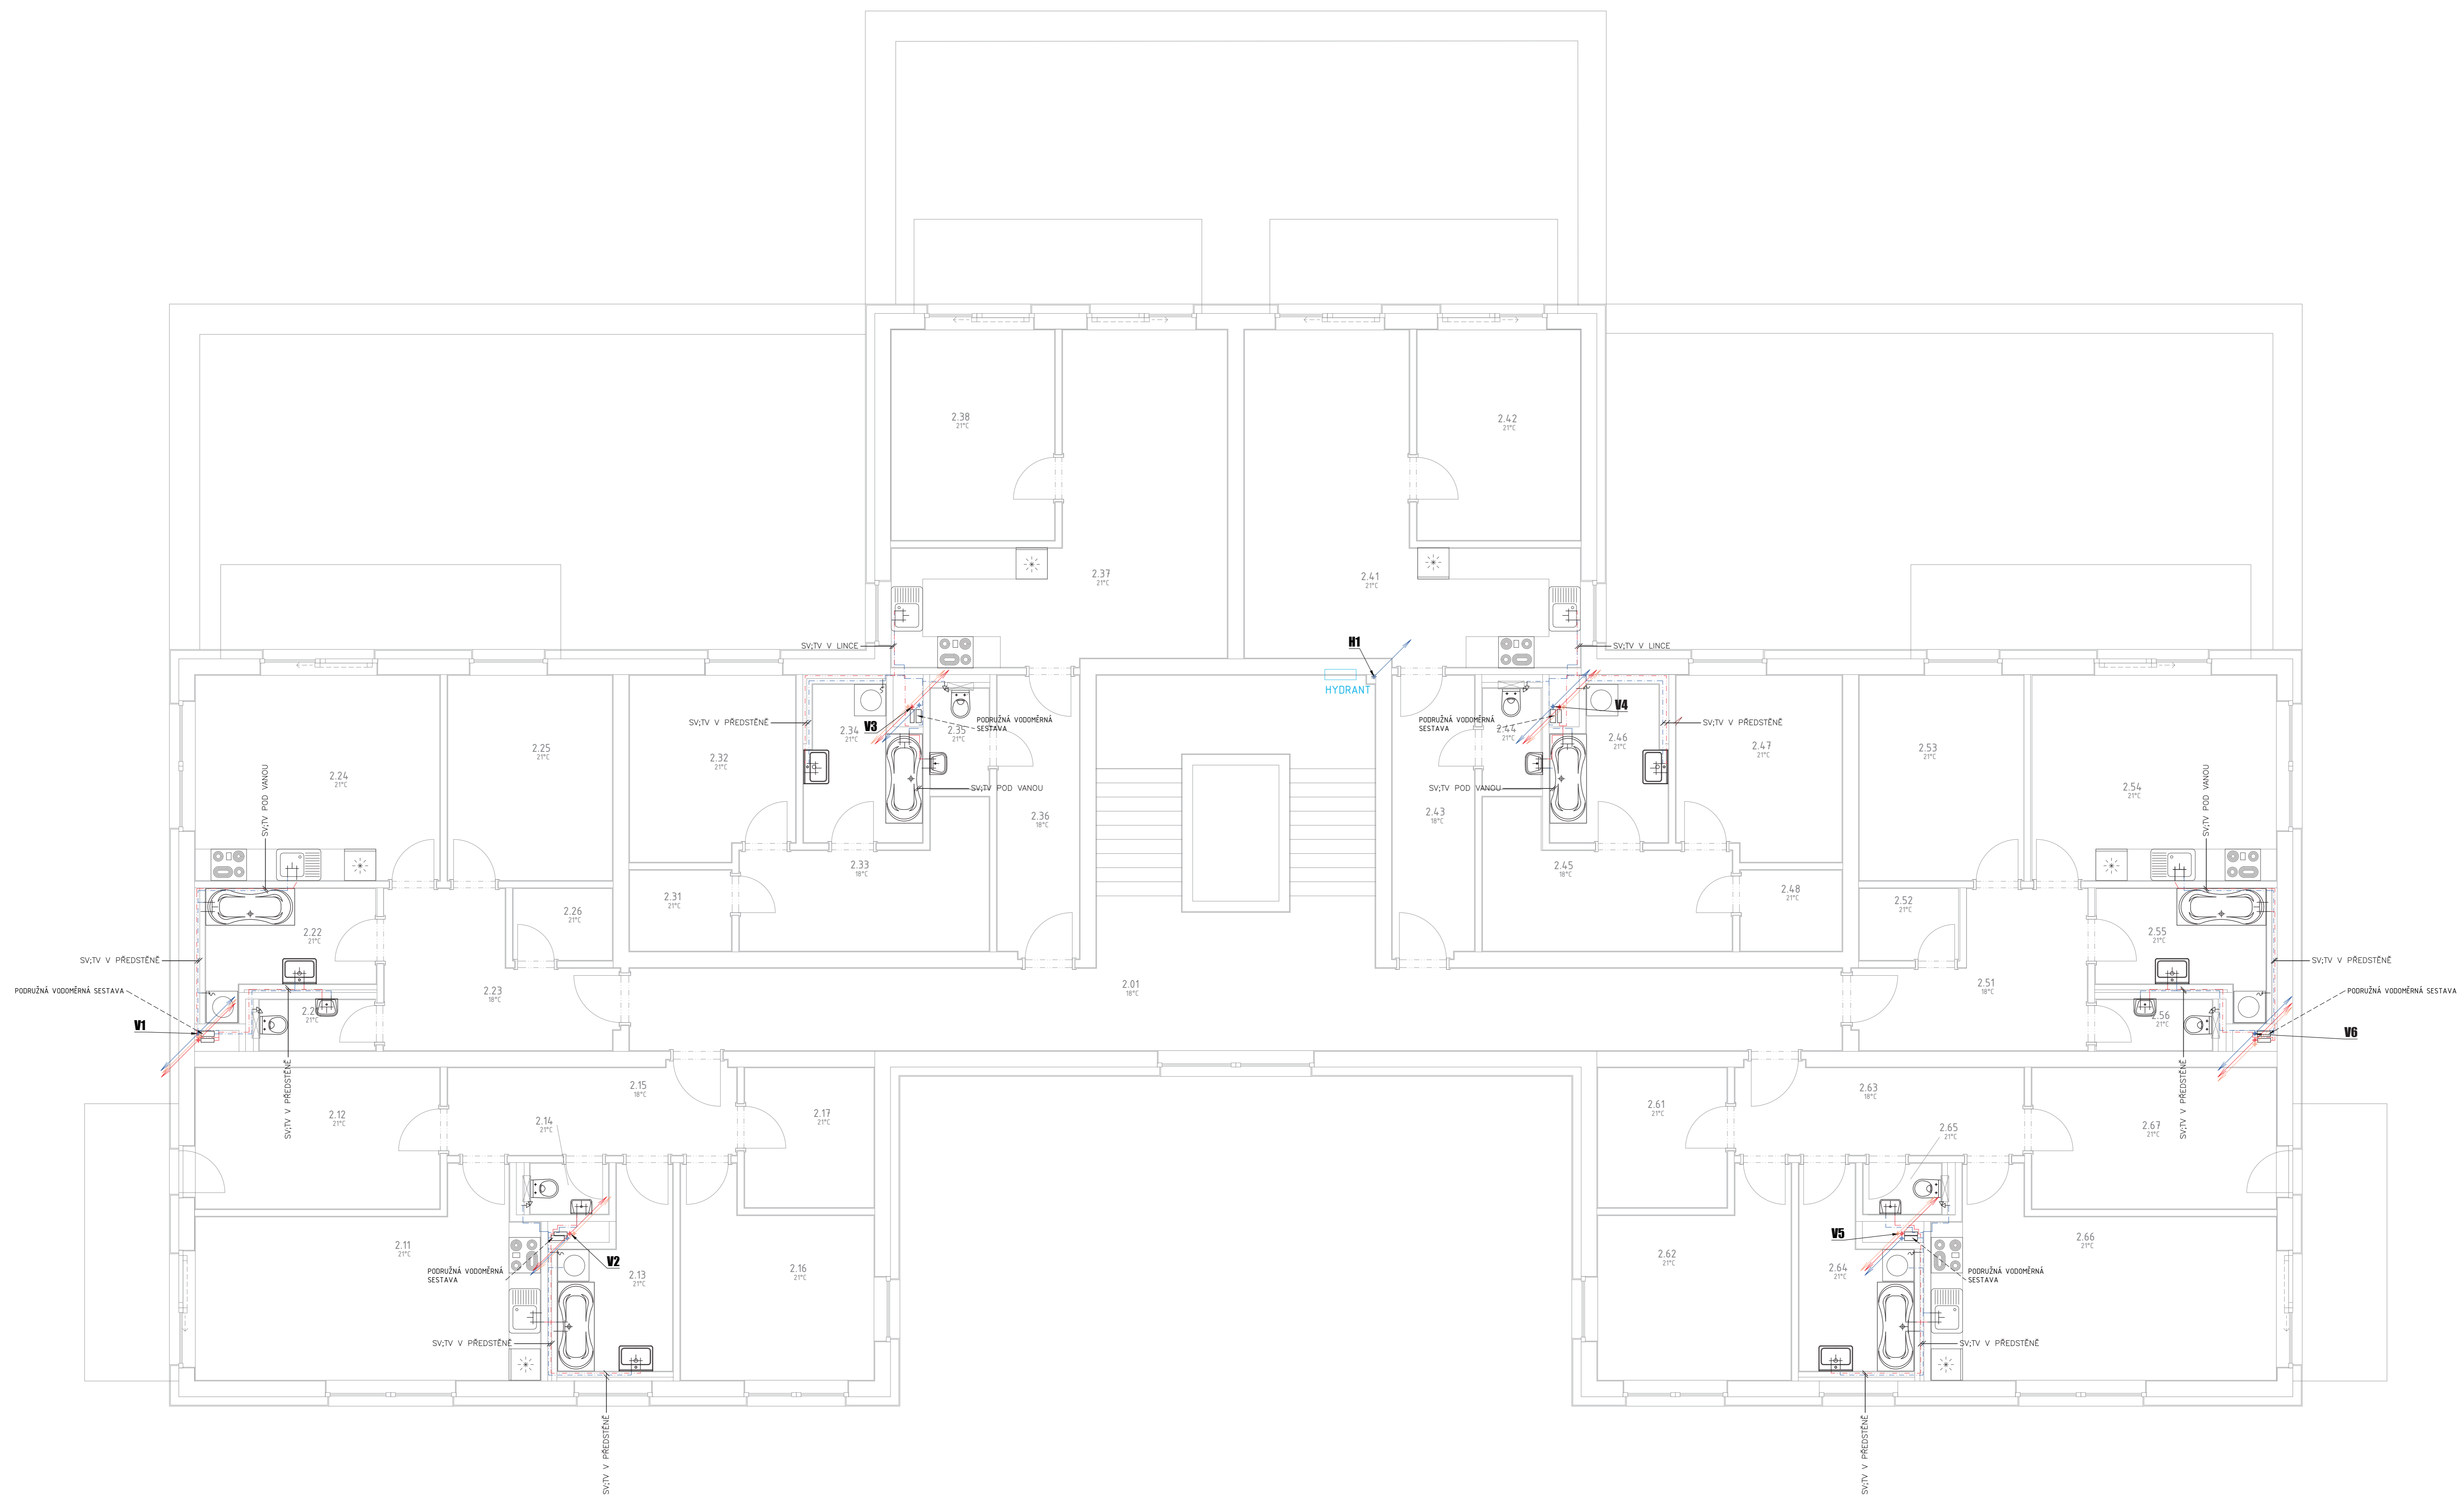 2.38
21°C
2.42
21°C
2.37
21°C
2.41
21°C
SV;TV V LINCE
H1
SV;TV V LINCE
HYDRANT
V3
PODRUŽNÁ VODOMĚRNÁ
SESTAVA
PODRUŽNÁ VODOMĚRNÁ
SESTAVA
V4
SV;TV V PŘEDSTĚNĚ
2.34
21°C
2.35
21°C
2.44
21°C
2.46
21°C
SV;TV V PŘEDSTĚNĚ
2.47
21°C
2.25
21°C
2.32
21°C
2.53
21°C
2.24
21°C
SV;TV POD VANOU
SV;TV POD VANOU
SV;TV POD VANOU
2.54
21°C
SV;TV POD VANOU
2.36
18°C
2.43
18°C
2.33
18°C
2.45
18°C
2.31
21°C
2.48
21°C
2.26
21°C
2.52
21°C
2.22
21°C
2.55
21°C
SV;TV V PŘEDSTĚNĚ
SV;TV V PŘEDSTĚNĚ
PODRUŽNÁ VODOMĚRNÁ SESTAVA
2.23
18°C
2.01
18°C
2.51
18°C
PODRUŽNÁ VODOMĚRNÁ SESTAVA
V1
21°C
2.56
21°C
V6
SV;TV V PŘEDSTĚNĚ
SV;TV V PŘEDSTĚNĚ
2.15
18°C
2.63
18°C
2.12
21°C
2.14
21°C
2.17
21°C
2.61
21°C
2.65
21°C
2.67
21°C
2.11
21°C
V2
V5
2.66
21°C
2.62
21°C
PODRUŽNÁ VODOMĚRNÁ
SESTAVA
2.13
21°C
2.16
21°C
2.64
21°C
PODRUŽNÁ VODOMĚRNÁ
SESTAVA
SV;TV V PŘEDSTĚNĚ
SV;TV V PŘEDSTĚNĚ
SV;TV V PŘEDSTĚNĚ
SV;TV V PŘEDSTĚNĚ